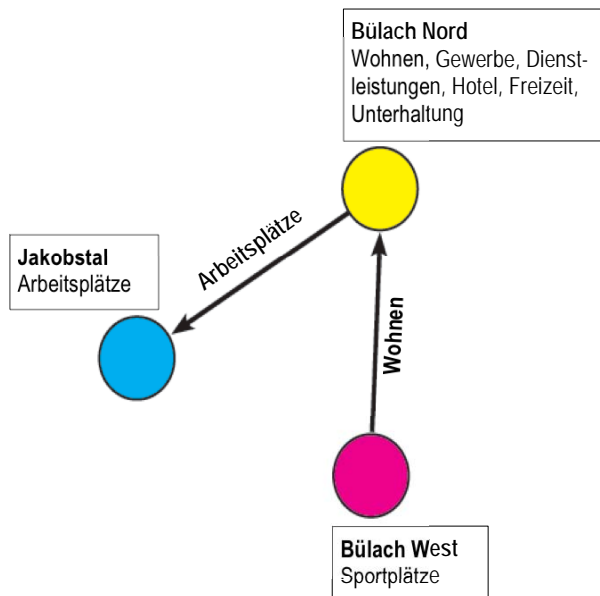 Bülach Nord
Wohnen, Gewerbe, Dienst-
leistungen, Hotel, Freizeit,
Unterhaltung
Arbeitsplätze
Jakobstal
Arbeitsplätze
Wohnen
Bülach West
Sportplätze